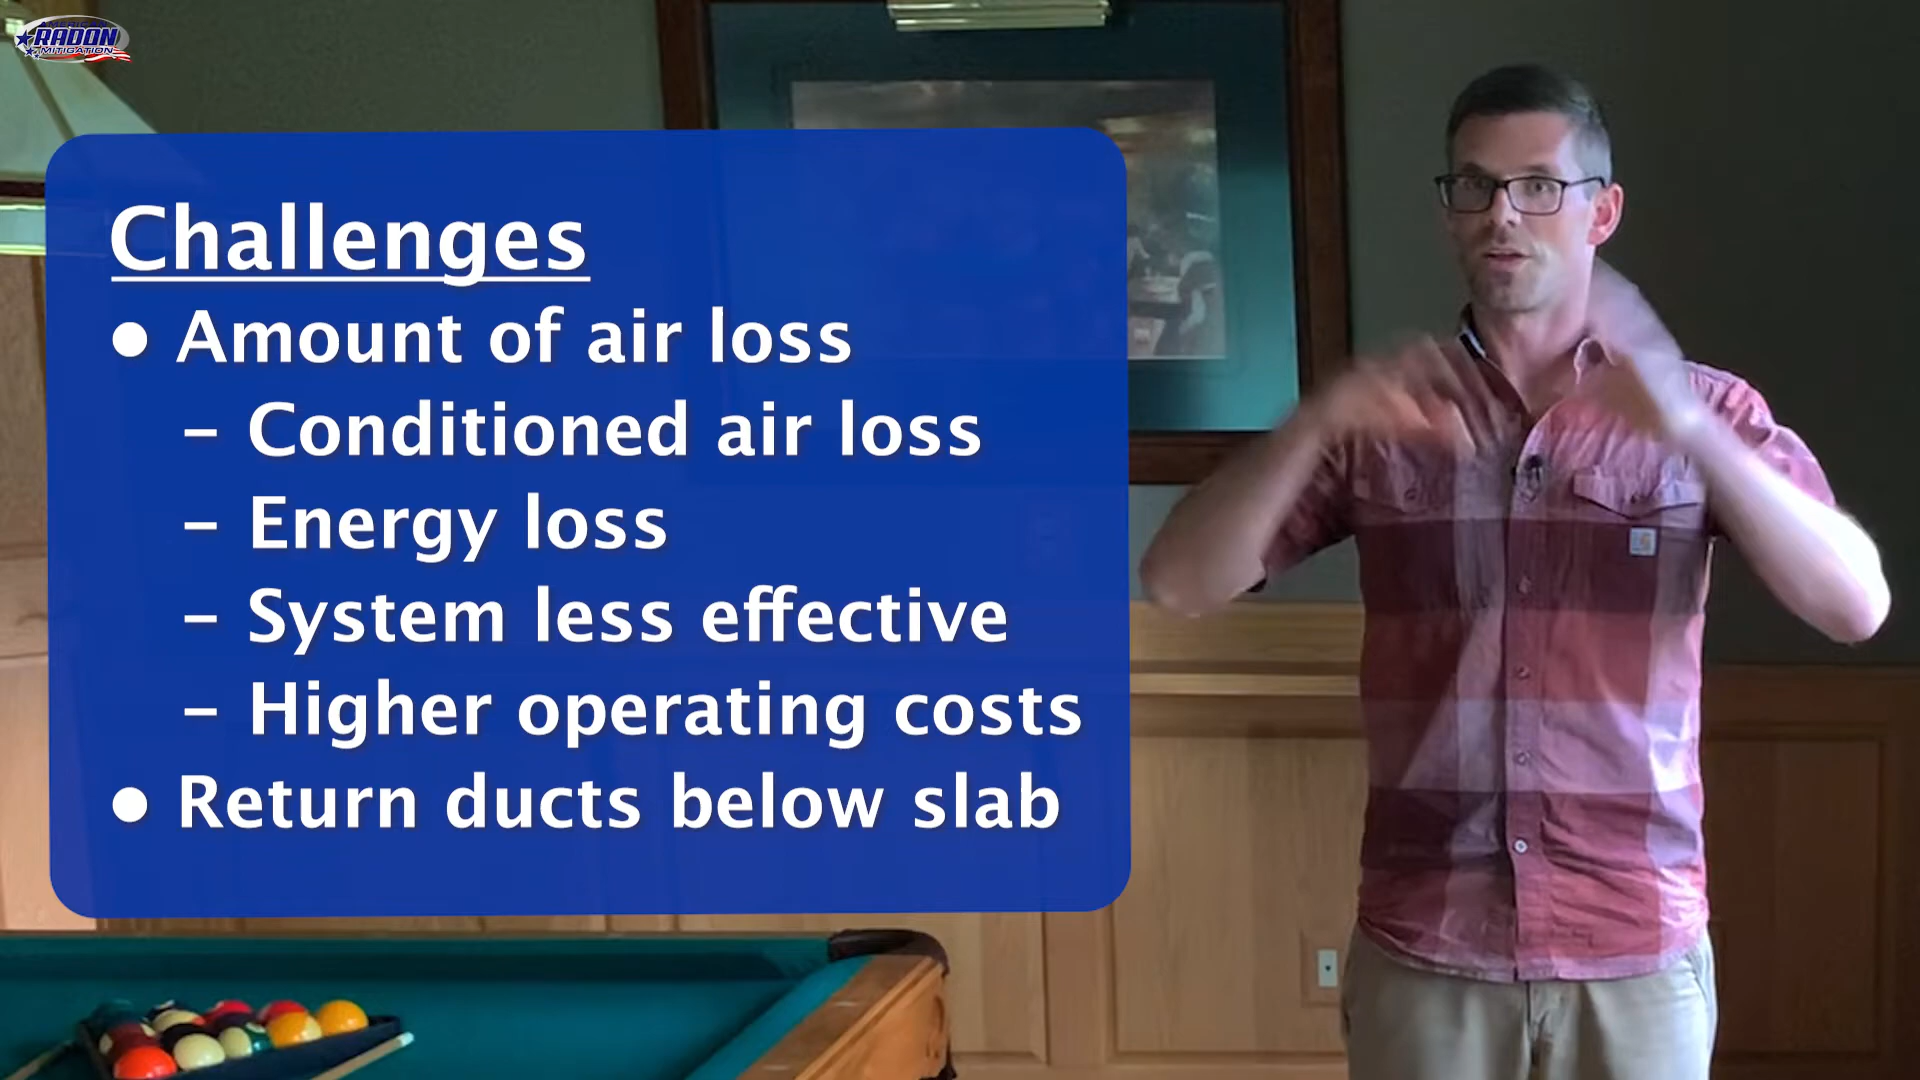 AMERICAN
RADON
MITIGATION
Challenges
• Amount of air loss
– Conditioned air loss
– Energy loss
– System less effective
– Higher operating costs
• Return ducts below slab